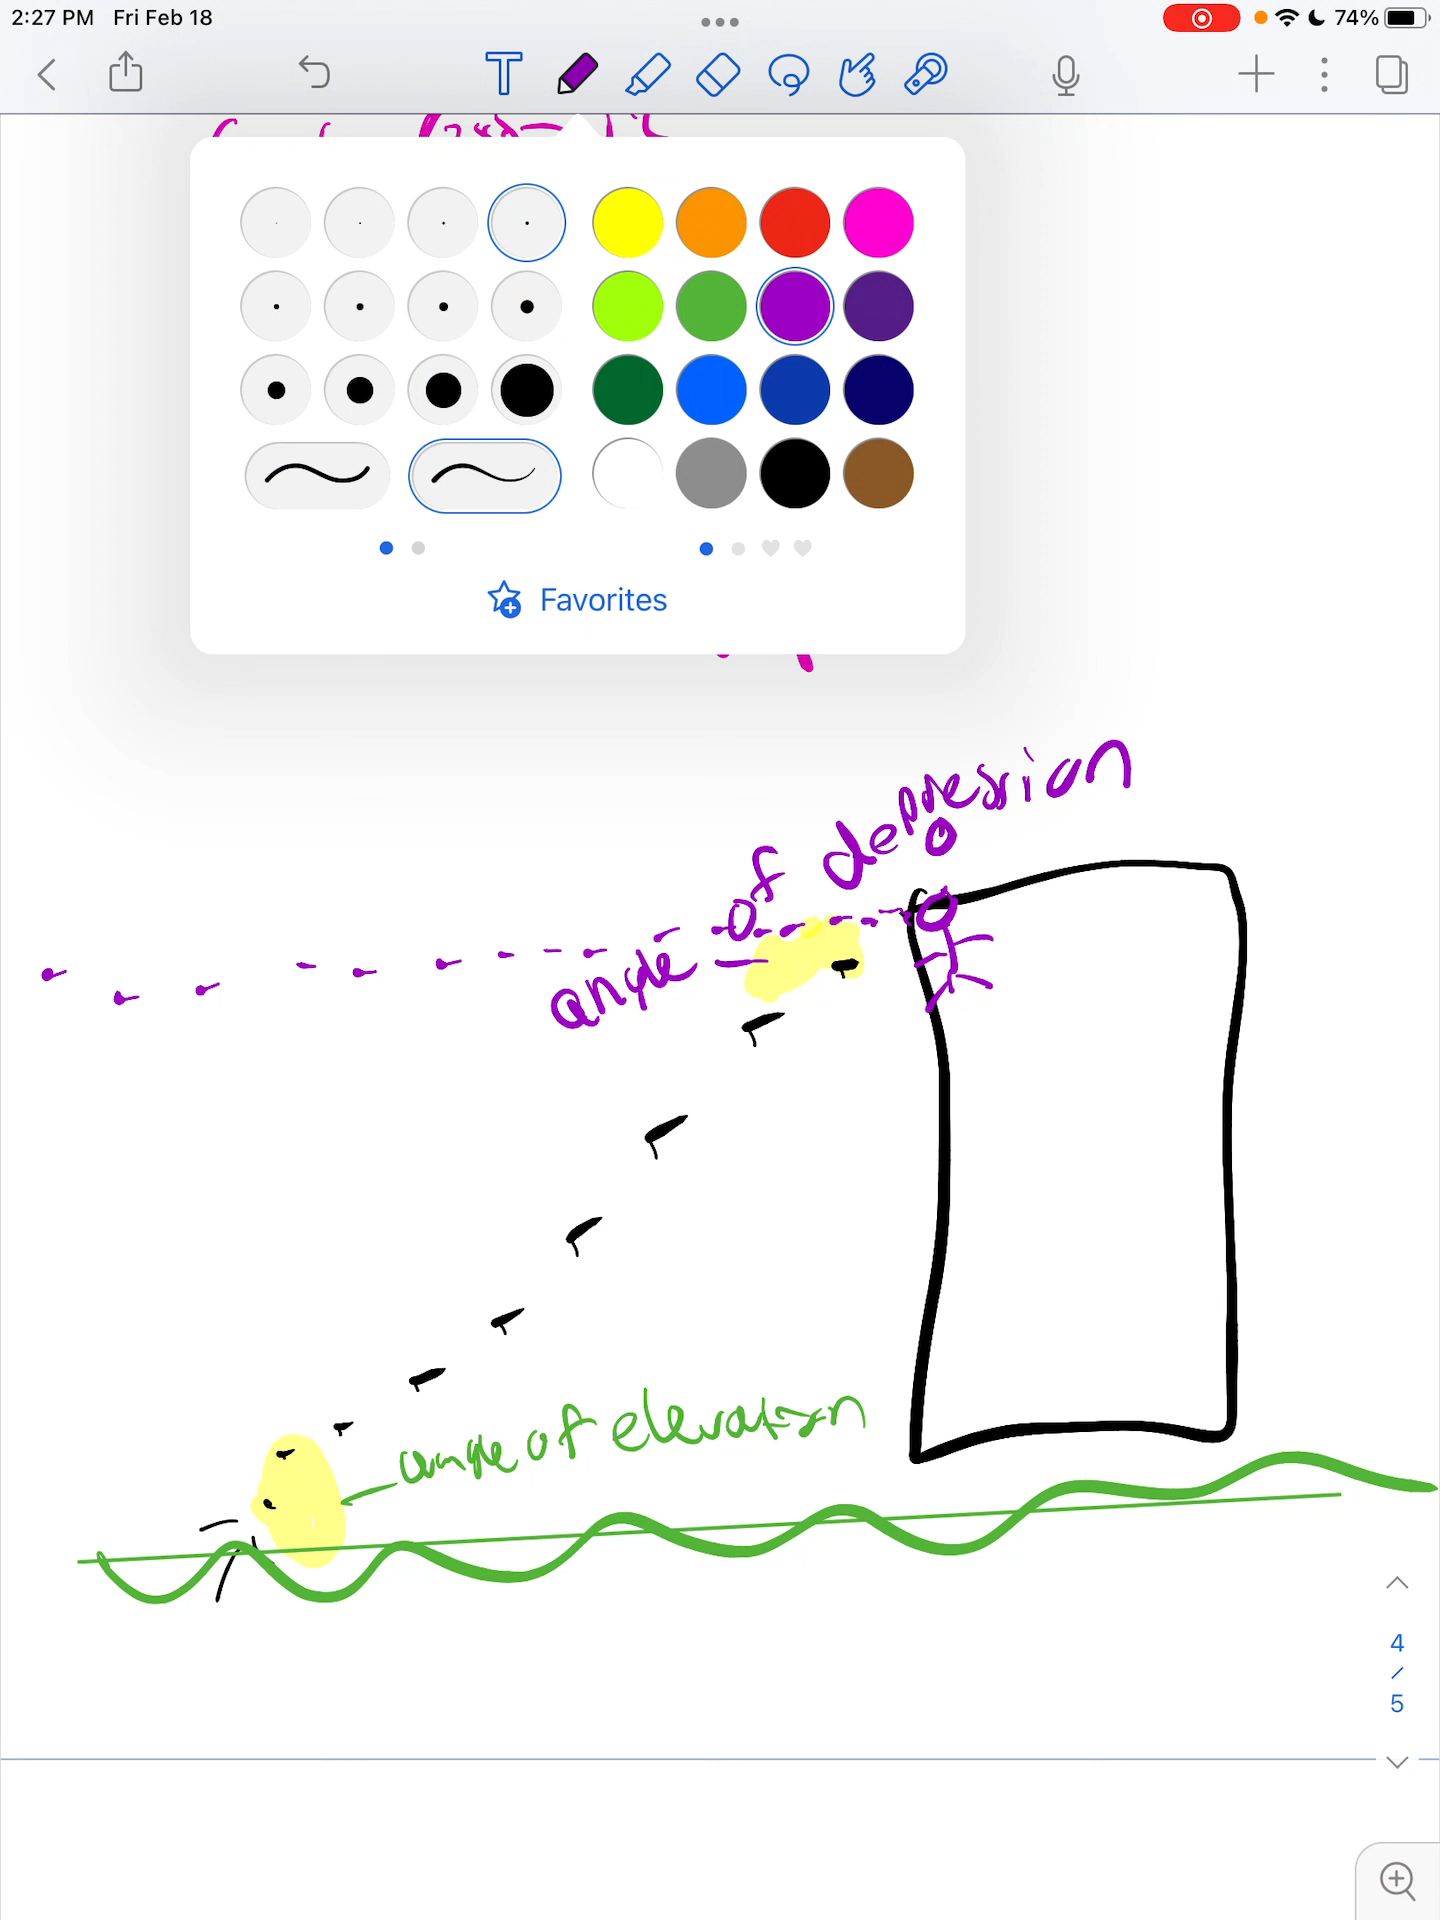 2:27 PM Fri Feb 18
74%
T
Favorites
angle of depression
angle of elevation
4
/
5